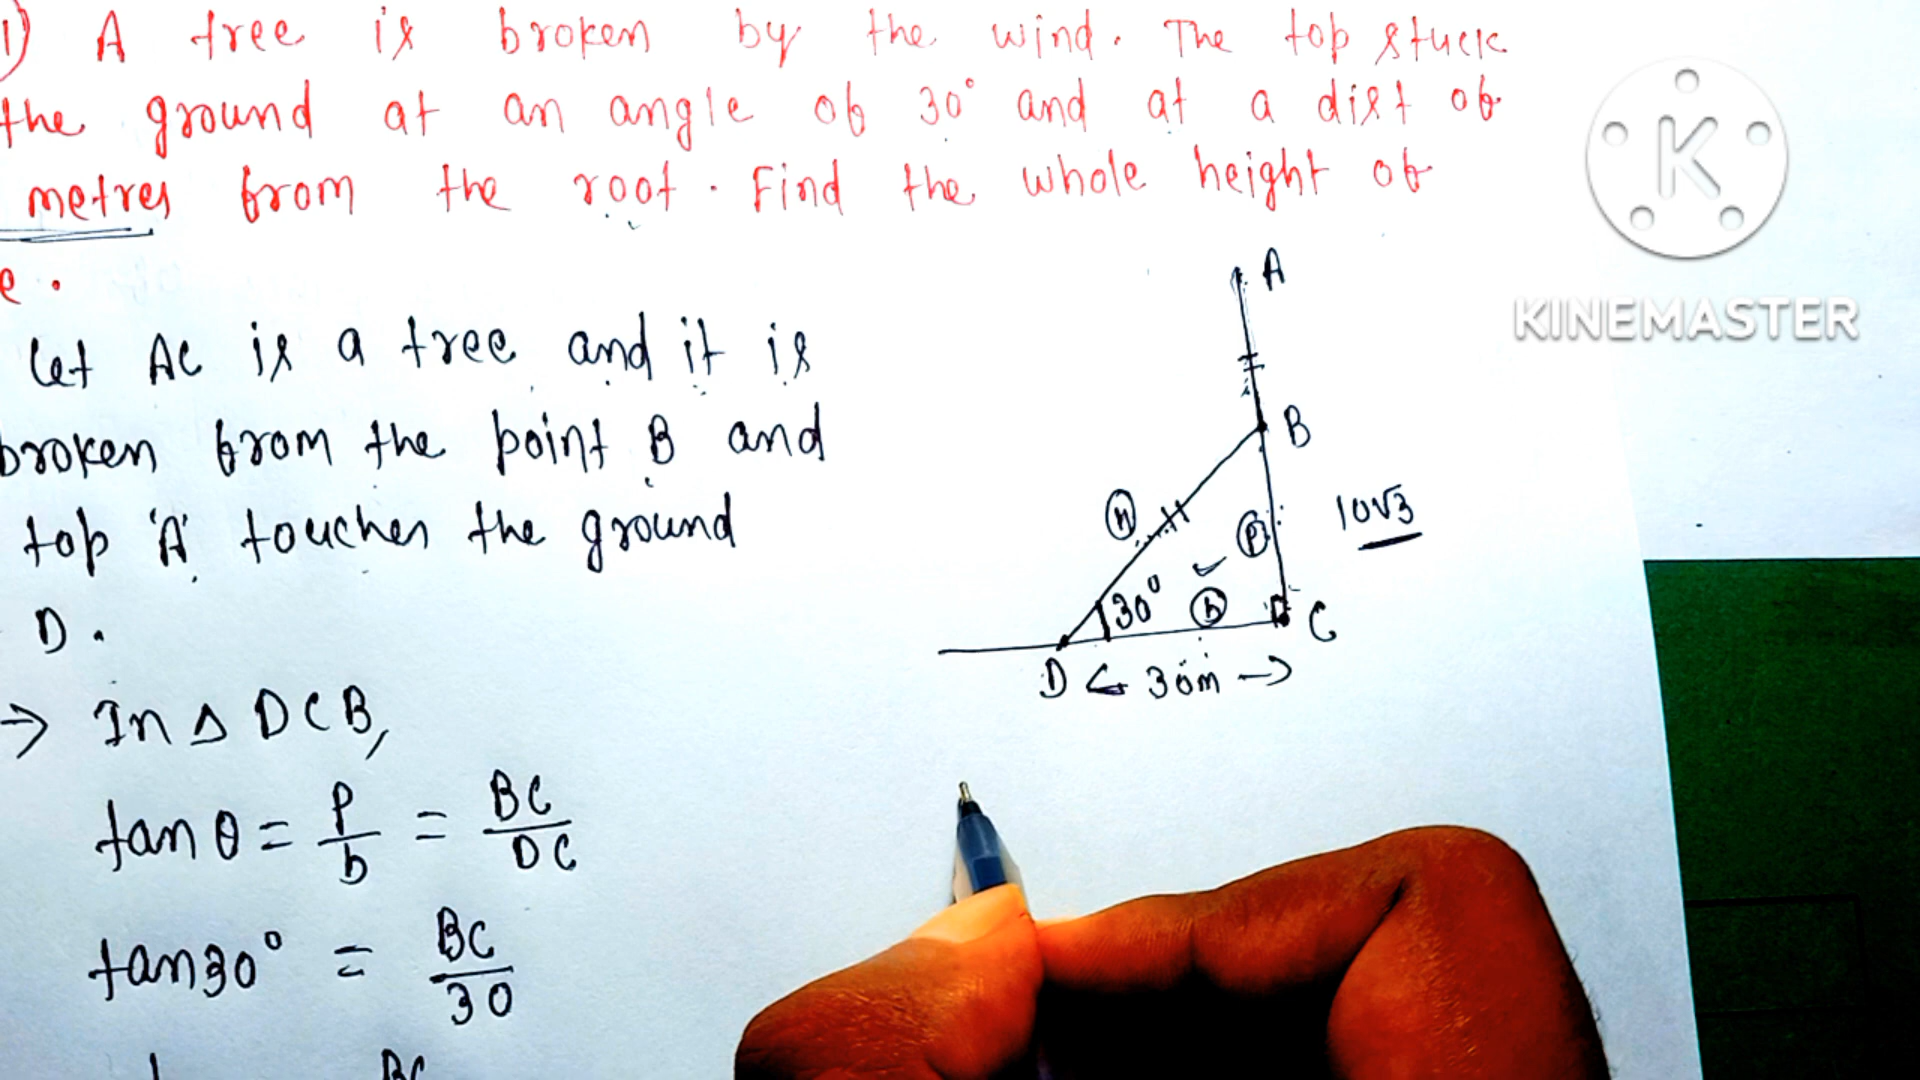 1) A tree is broken by the wind. The top stuck
the ground at an angle of 30° and at a dist of
metres from the root. Find the whole height of
e.
Let AC is a tree and it is
broken from the point B and
top 'A' touches the ground
D.
→ In Δ DCB,
tan θ = P/b = BC/DC
tan30° = BC/30
BC
A
B
h
P
10√3
30°
b
C
D ← 30m →
K
KINEMASTER